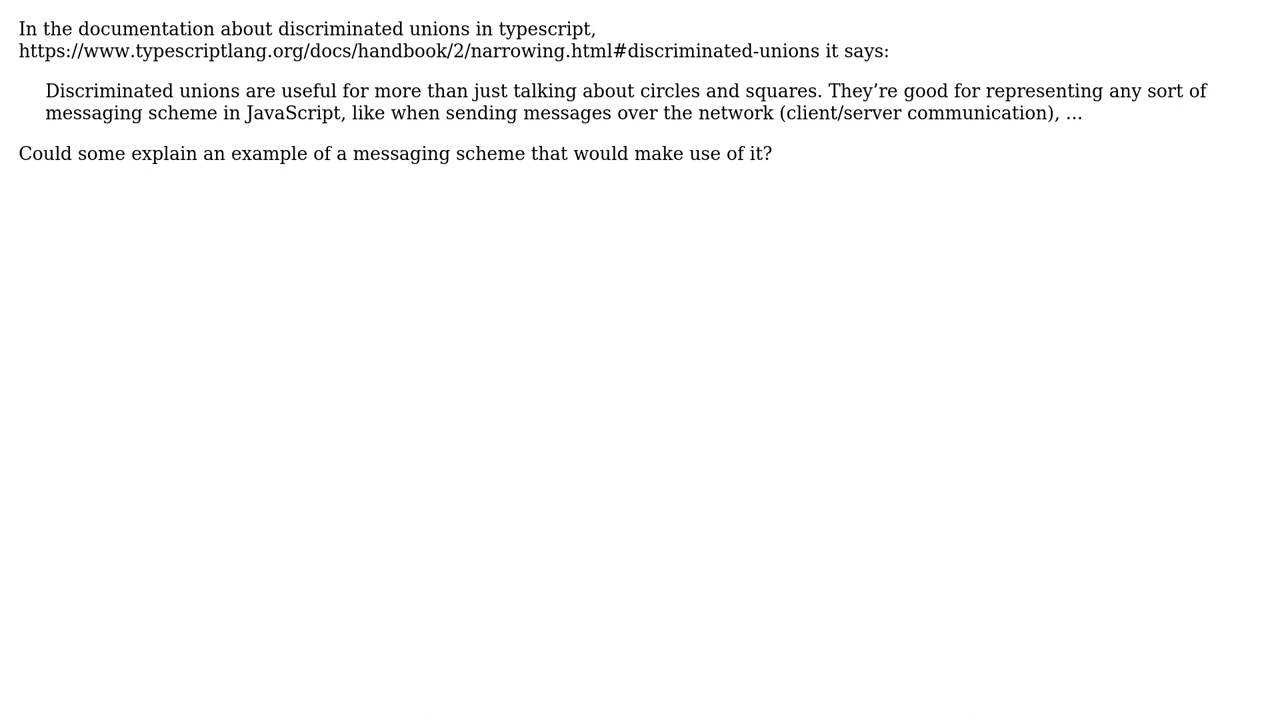 In the documentation about discriminated unions in typescript,
https://www.typescriptlang.org/docs/handbook/2/narrowing.html#discriminated-unions it says:
Discriminated unions are useful for more than just talking about circles and squares. They’re good for representing any sort of
messaging scheme in JavaScript, like when sending messages over the network (client/server communication), ...
Could some explain an example of a messaging scheme that would make use of it?